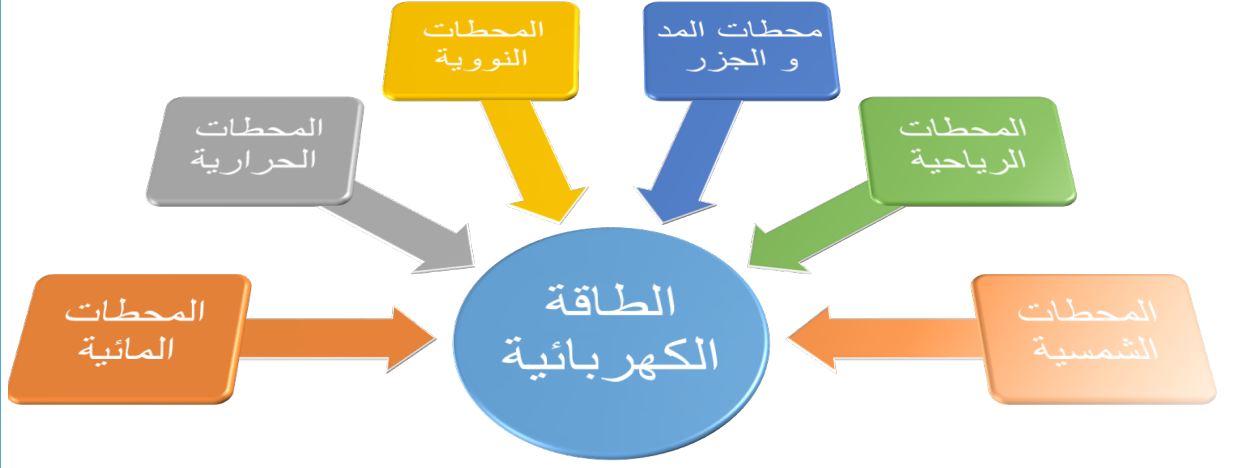 محطات المد
و الجزر
المحطات
النووية
المحطات
الرياحية
المحطات
الحرارية
المحطات
الشمسية
الطاقة
الكهربائية
المحطات
المائية